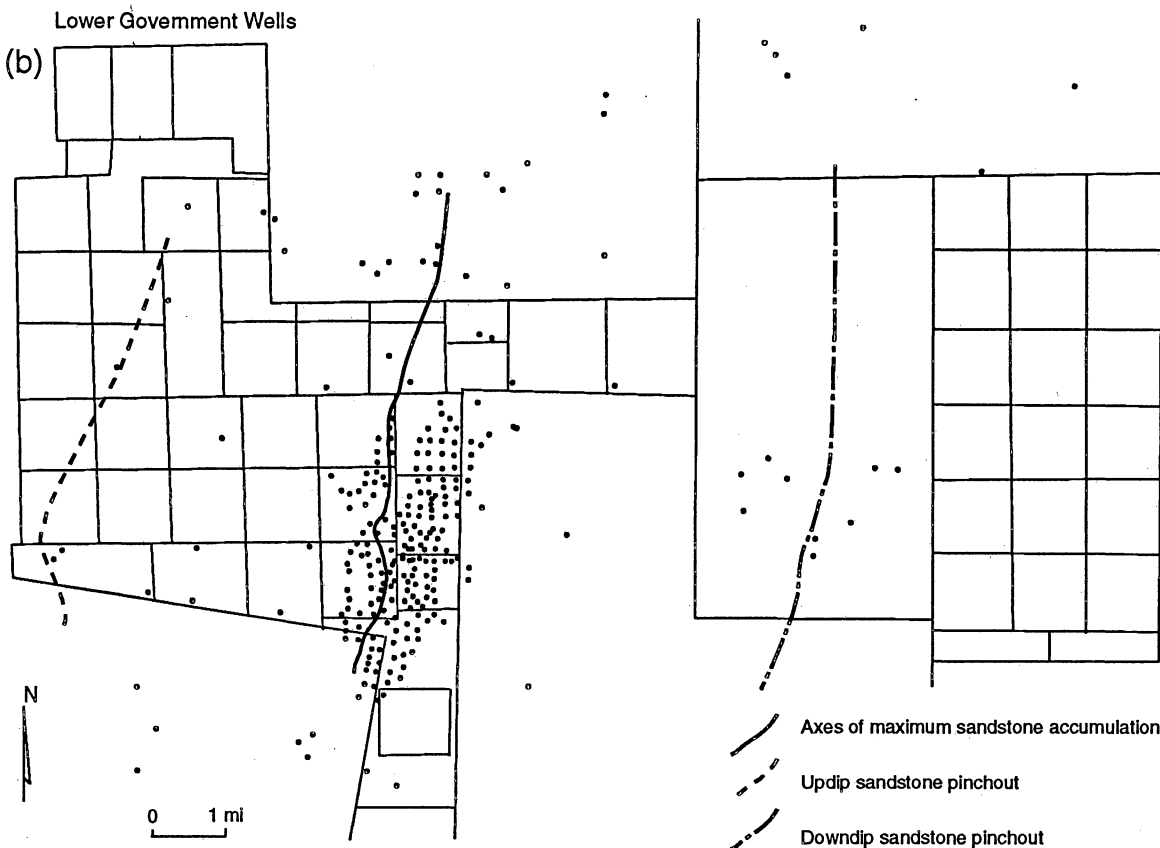 Lower Government Wells
(b)
N
0 1 mi
Axes of maximum sandstone accumulation
Updip sandstone pinchout
Downdip sandstone pinchout